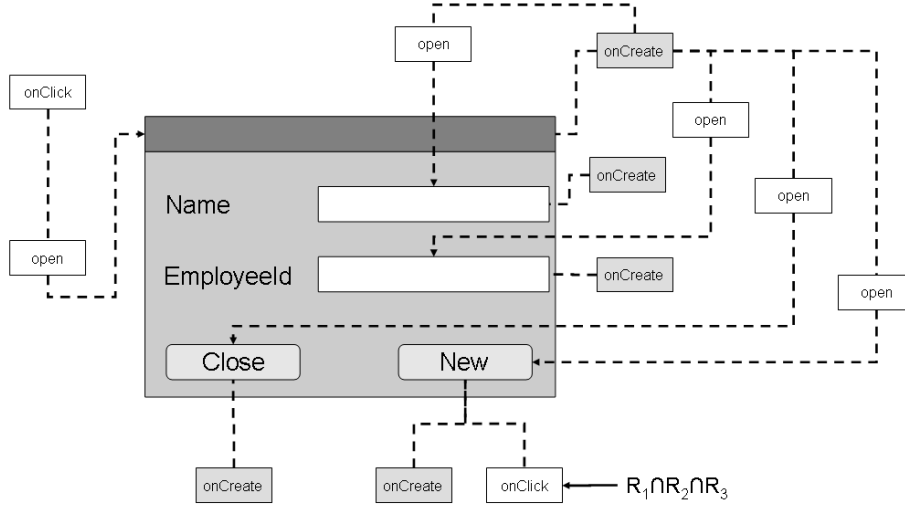 open
onCreate
onClick
open
onCreate
Name
open
open
EmployeeId
onCreate
open
Close
New
onCreate
onCreate
onClick
R₁∩R₂∩R₃